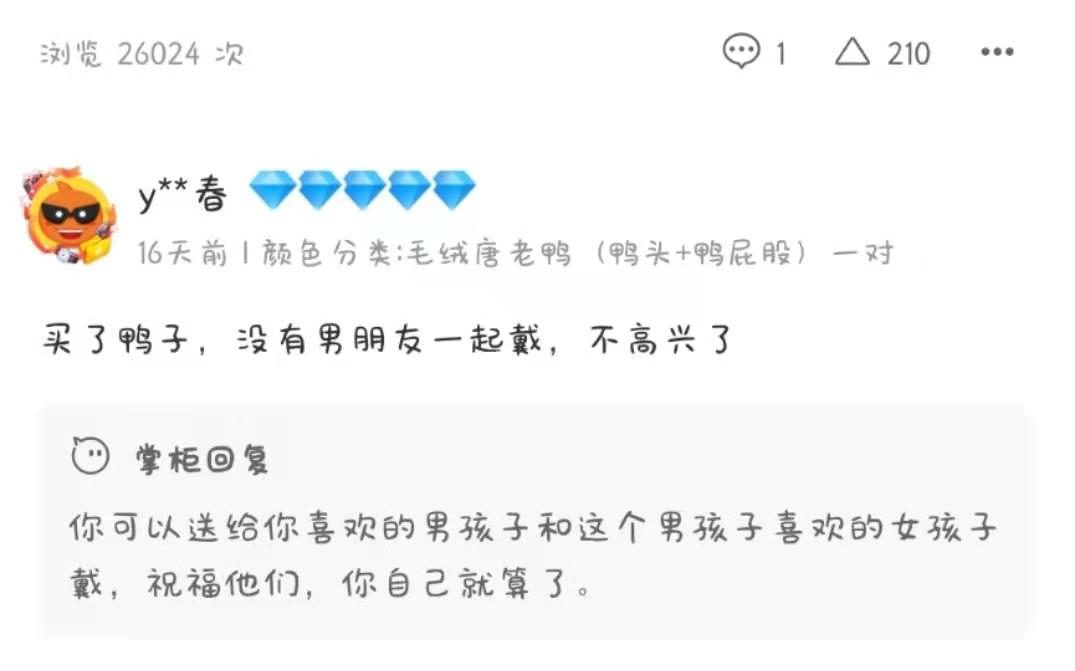 浏览 26024 次
1
210
y**春
16天前 | 颜色分类:毛绒唐老鸭（鸭头+鸭屁股）一对
买了鸭子，没有男朋友一起戴，不高兴了
掌柜回复
你可以送给你喜欢的男孩子和这个男孩子喜欢的女孩子
戴，祝福他们，你自己就算了。